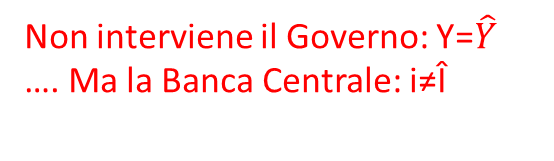 Non interviene il Governo: Y=Ŷ
.... Ma la Banca Centrale: i≠Î